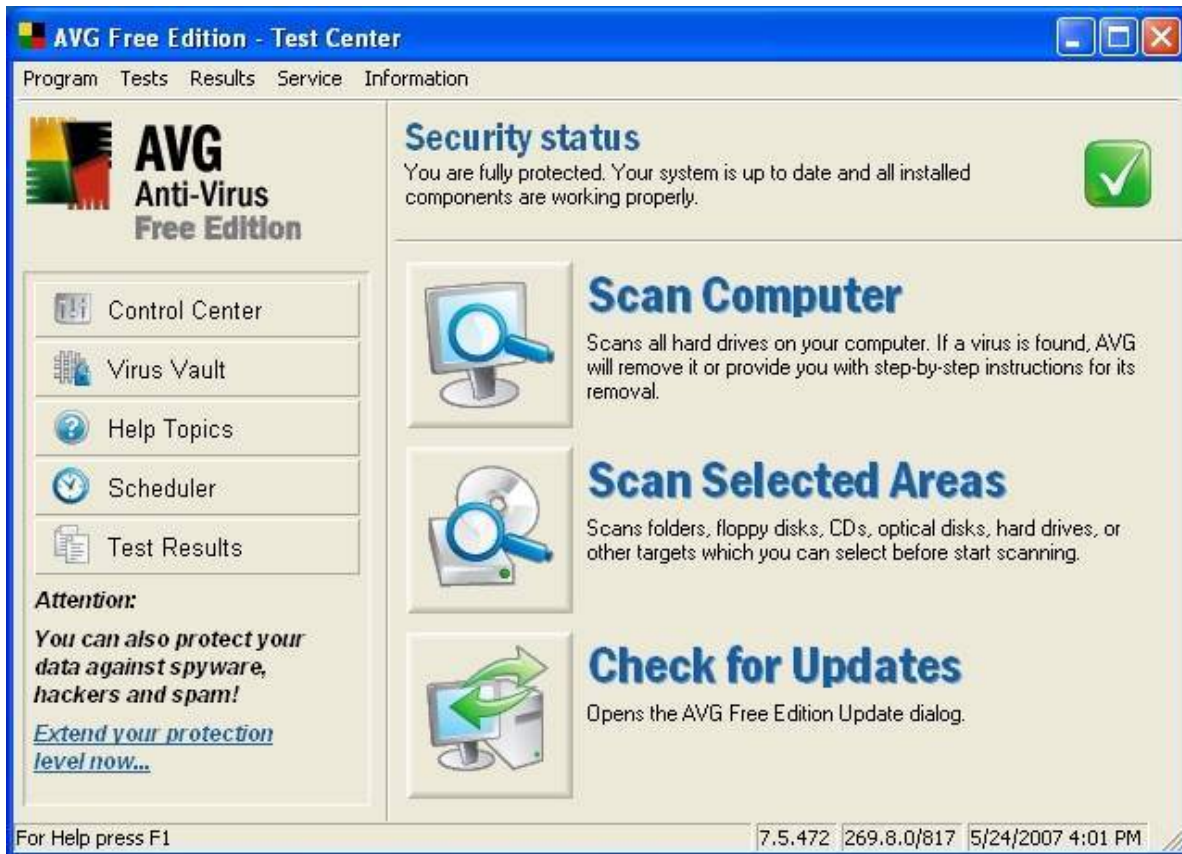 AVG Free Edition - Test Center
Program Tests Results Service Information
AVG
Anti-Virus
Free Edition
Control Center
Virus Vault
Help Topics
Scheduler
Test Results
Attention:
You can also protect your
data against spyware,
hackers and spam!
Extend your protection
level now...
Security status
You are fully protected. Your system is up to date and all installed
components are working properly.
Scan Computer
Scans all hard drives on your computer. If a virus is found, AVG
will remove it or provide you with step-by-step instructions for its
removal.
Scan Selected Areas
Scans folders, floppy disks, CDs, optical disks, hard drives, or
other targets which you can select before start scanning.
Check for Updates
Opens the AVG Free Edition Update dialog.
For Help press F1
7.5.472 269.8.0/817 5/24/2007 4:01 PM